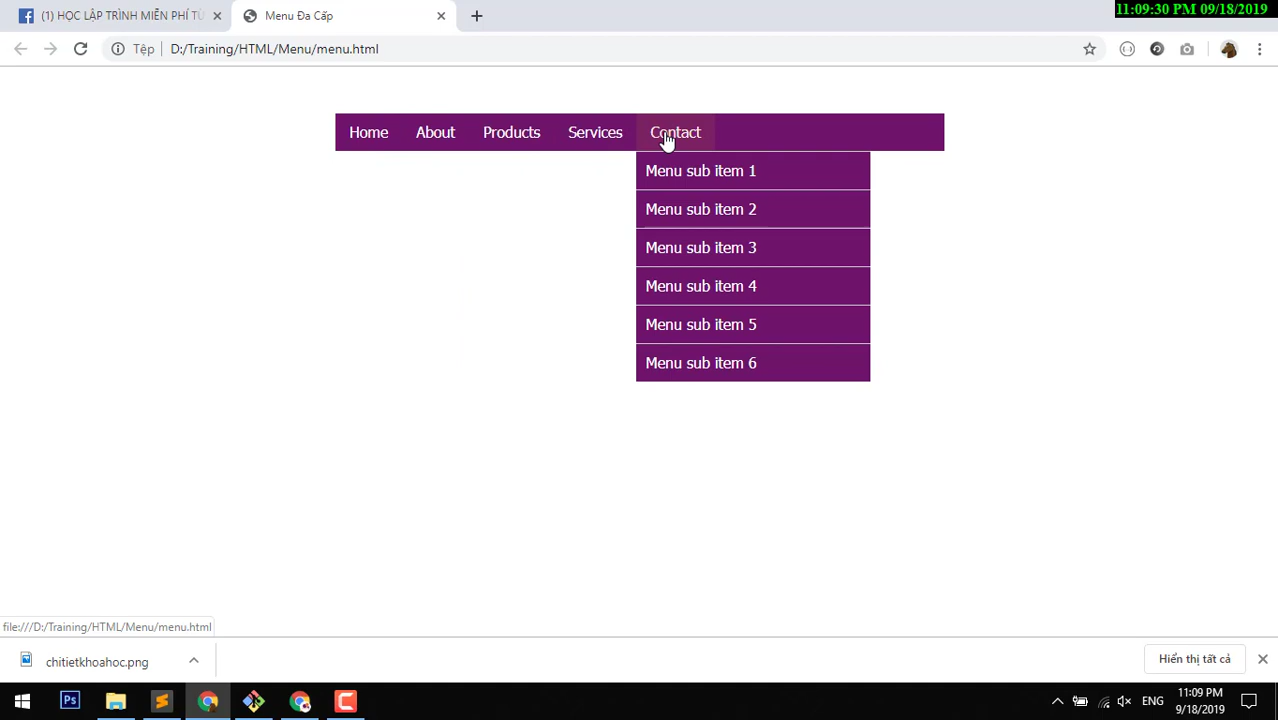 (1) HỌC LẬP TRÌNH MIỄN PHÍ TỪ
Menu Đa Cấp
11:09:30 PM 09/18/2019
Tệp
D:/Training/HTML/Menu/menu.html
Home
About
Products
Services
Contact
Menu sub item 1
Menu sub item 2
Menu sub item 3
Menu sub item 4
Menu sub item 5
Menu sub item 6
file:///D:/Training/HTML/Menu/menu.html
chitietkhoahoc.png
Hiển thị tất cả
Ps
ENG
11:09 PM
9/18/2019